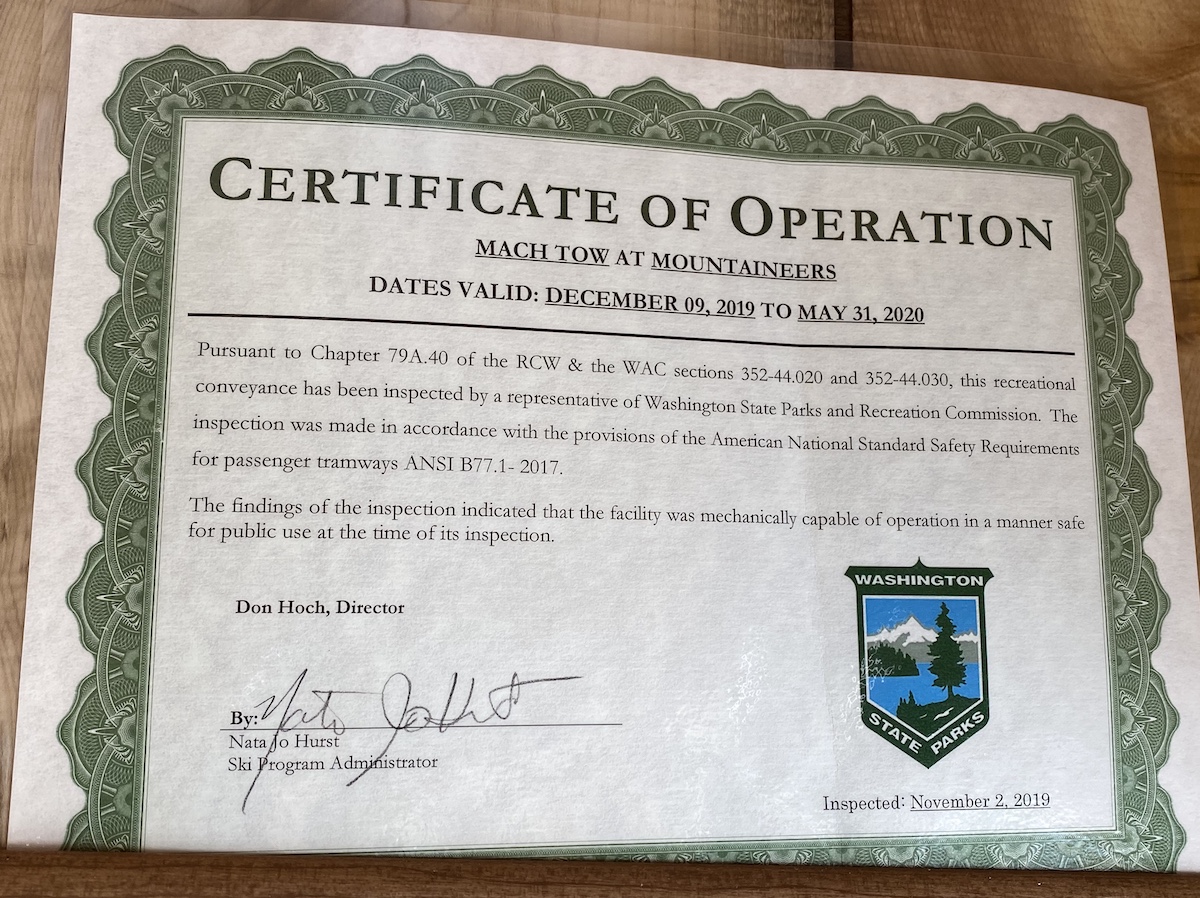 CERTIFICATE OF OPERATION
MACH TOW AT MOUNTAINEERS
DATES VALID: DECEMBER 09, 2019 TO MAY 31, 2020
Pursuant to Chapter 79A.40 of the RCW & the WAC sections 352-44.020 and 352-44.030, this recreational
conveyance has been inspected by a representative of Washington State Parks and Recreation Commission. The
inspection was made in accordance with the provisions of the American National Standard Safety Requirements
for passenger tramways ANSI B77.1- 2017.
The findings of the inspection indicated that the facility was mechanically capable of operation in a manner safe
for public use at the time of its inspection.
Don Hoch, Director
WASHINGTON
STATE PARKS
By: Nata Jo Hurst
Nata Jo Hurst
Ski Program Administrator
Inspected: November 2, 2019